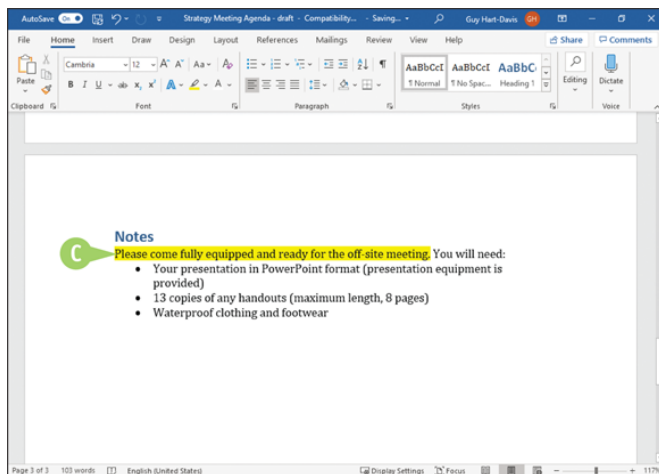 AutoSave On Strategy Meeting Agenda - draft - Compatibility... - Saving... Guy Hart-Davis GH
File Home Insert Draw Design Layout References Mailings Review View Help Share Comments
Cambria 12 A A Aa A
Paste B I U ab x, x² A A
AaBbCcI AaBbCcI AaBbC
¶ Normal ¶ No Spac... Heading 1
Editing Dictate
Clipboard Font Paragraph Styles Voice
Notes
C Please come fully equipped and ready for the off-site meeting. You will need:
• Your presentation in PowerPoint format (presentation equipment is
provided)
• 13 copies of any handouts (maximum length, 8 pages)
• Waterproof clothing and footwear
Page 3 of 3 103 words English (United States) Display Settings Focus 117%